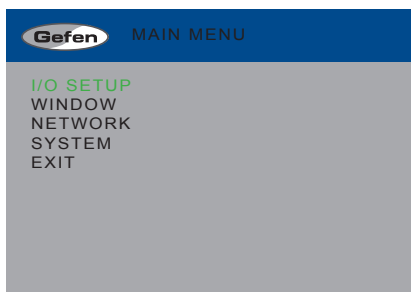 Gefen MAIN MENU
I/O SETUP
WINDOW
NETWORK
SYSTEM
EXIT